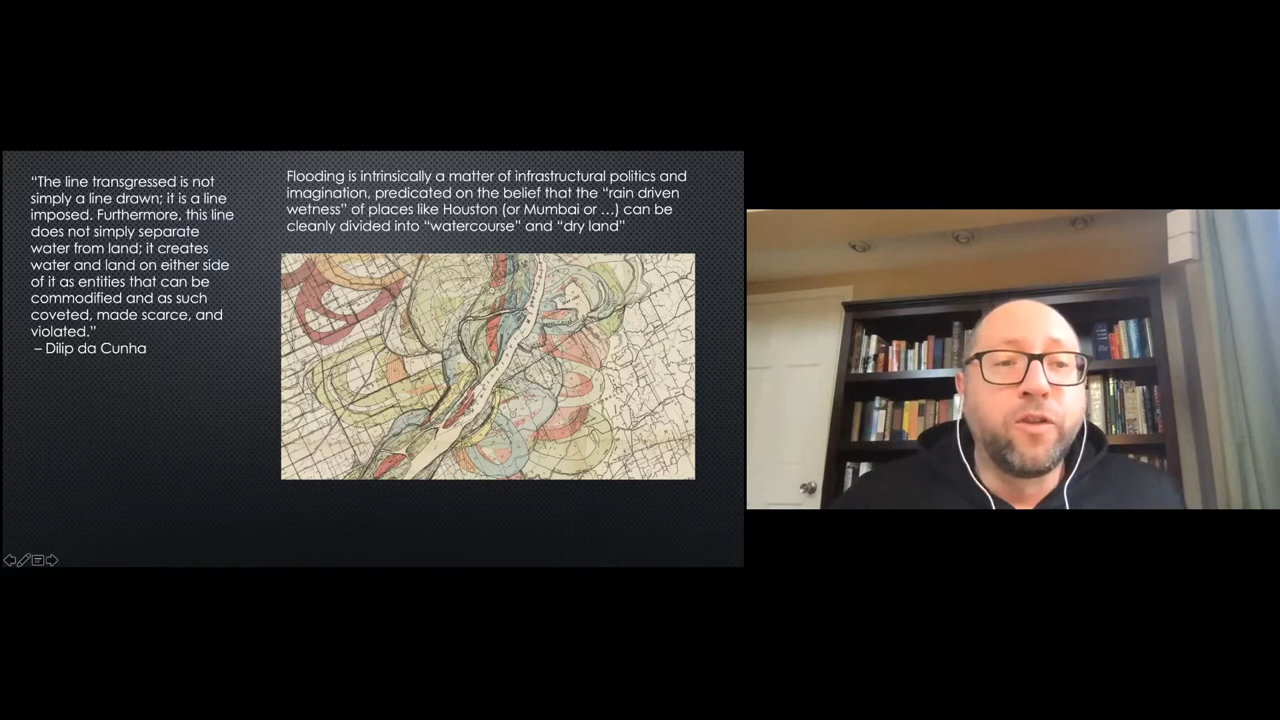 “The line transgressed is not
simply a line drawn; it is a line
imposed. Furthermore, this line
does not simply separate
water from land; it creates
water and land on either side
of it as entities that can be
commodified and as such
coveted, made scarce, and
violated.”
– Dilip da Cunha
Flooding is intrinsically a matter of infrastructural politics and
imagination, predicated on the belief that the “rain driven
wetness” of places like Houston (or Mumbai or …) can be
cleanly divided into “watercourse” and “dry land”